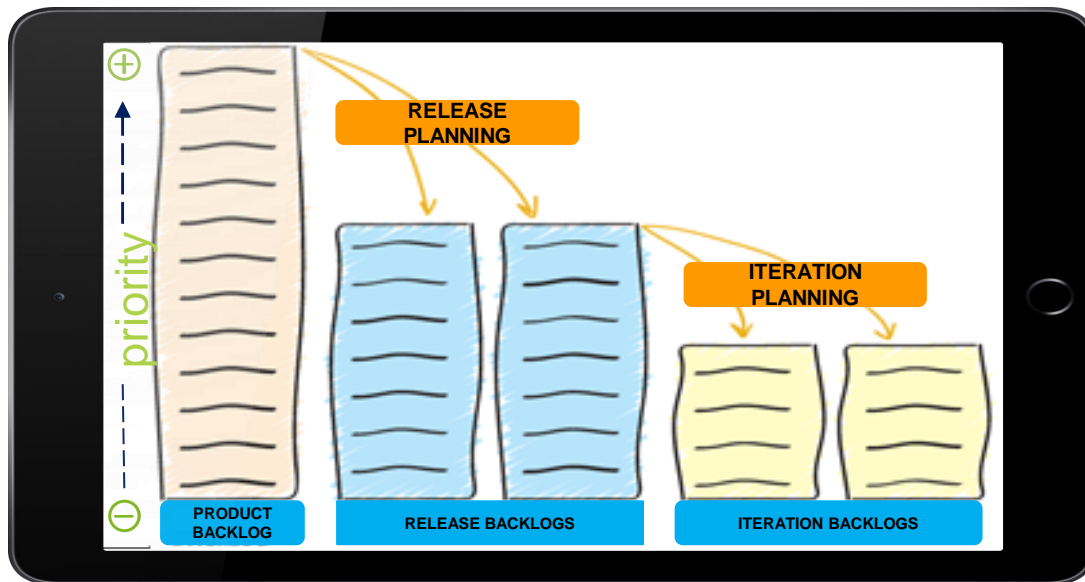 priority
RELEASE
PLANNING
ITERATION
PLANNING
PRODUCT
BACKLOG
RELEASE BACKLOGS
ITERATION BACKLOGS